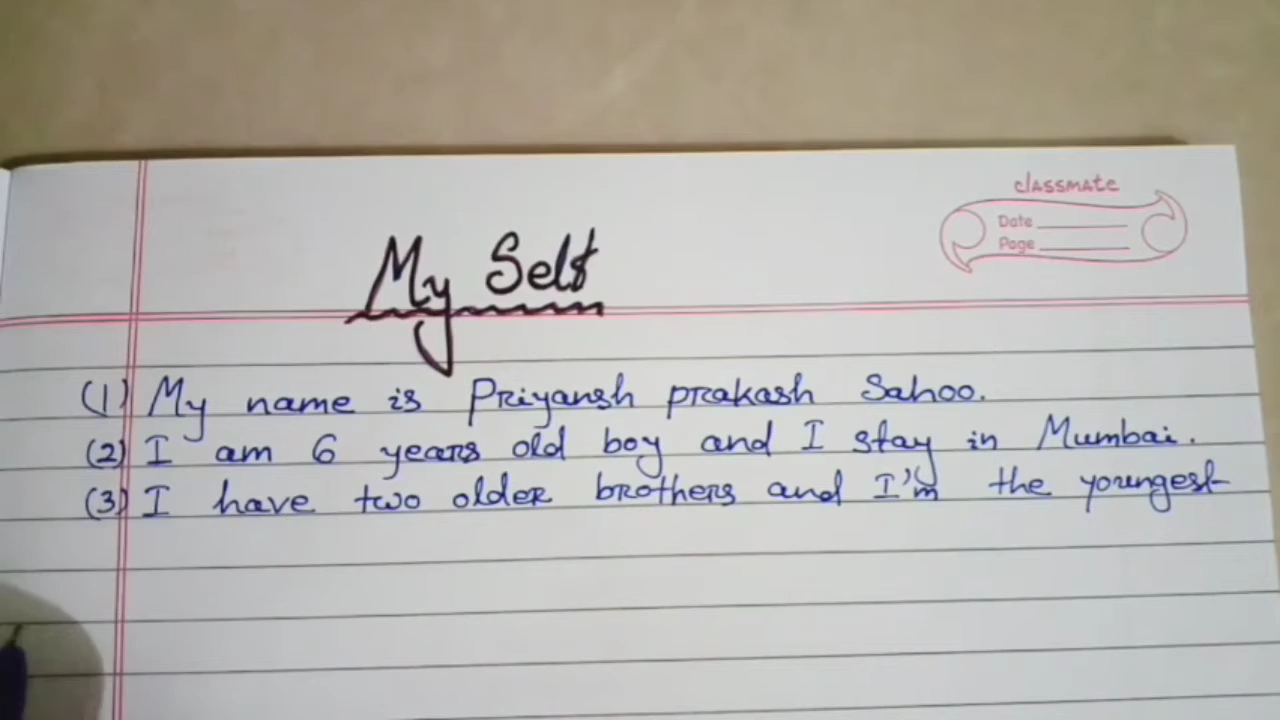 classmate
Date
Page
My Self
(1) My name is Priyansh prakash Sahoo.
(2) I am 6 years old boy and I stay in Mumbai.
(3) I have two older brothers and I'm the youngest